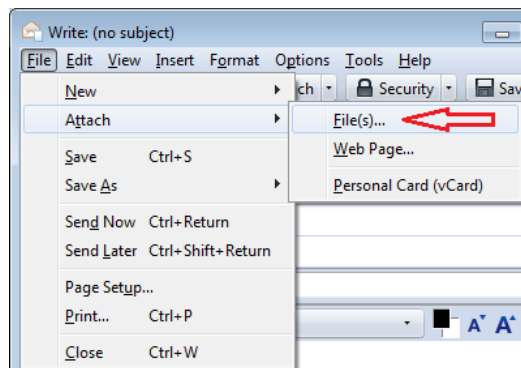 Write: (no subject)
File Edit View Insert Format Options Tools Help
New ch Security Sav
Attach File(s)...
Web Page...
Save Ctrl+S
Save As Personal Card (vCard)
Send Now Ctrl+Return
Send Later Ctrl+Shift+Return
Page Setup...
Print... Ctrl+P A A
Close Ctrl+W